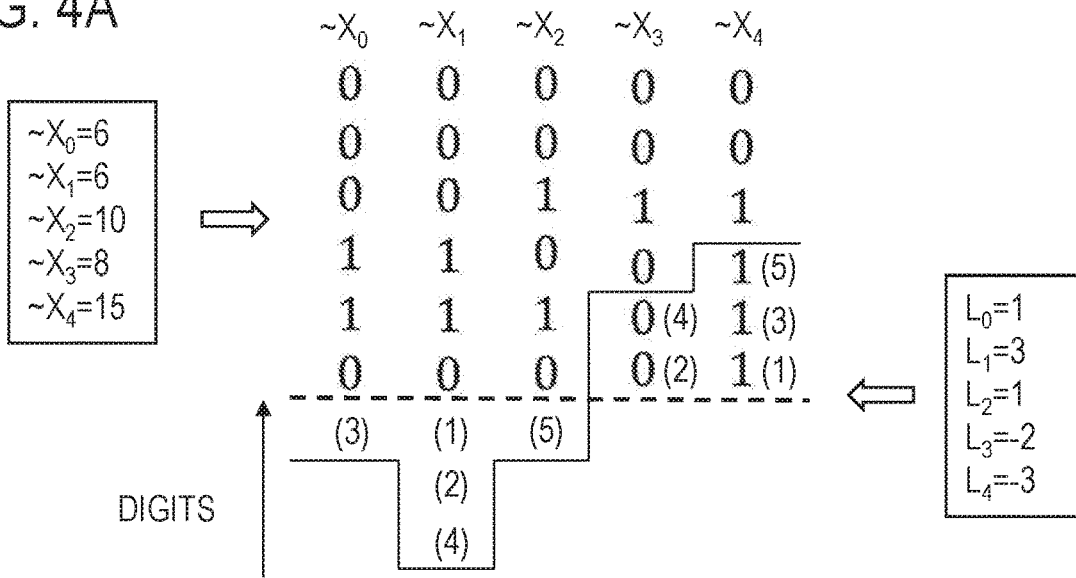 G. 4A
~X₀ ~X₁ ~X₂ ~X₃ ~X₄
0 0 0 0 0
0 0 0 0 0
0 0 1 1 1
1 1 0 0 1 (5)
1 1 1 0 (4) 1 (3)
0 0 0 0 (2) 1 (1)
(3) (1) (5)
(2)
(4)
~X₀=6
~X₁=6
~X₂=10
~X₃=8
~X₄=15
L₀=1
L₁=3
L₂=1
L₃=-2
L₄=-3
DIGITS